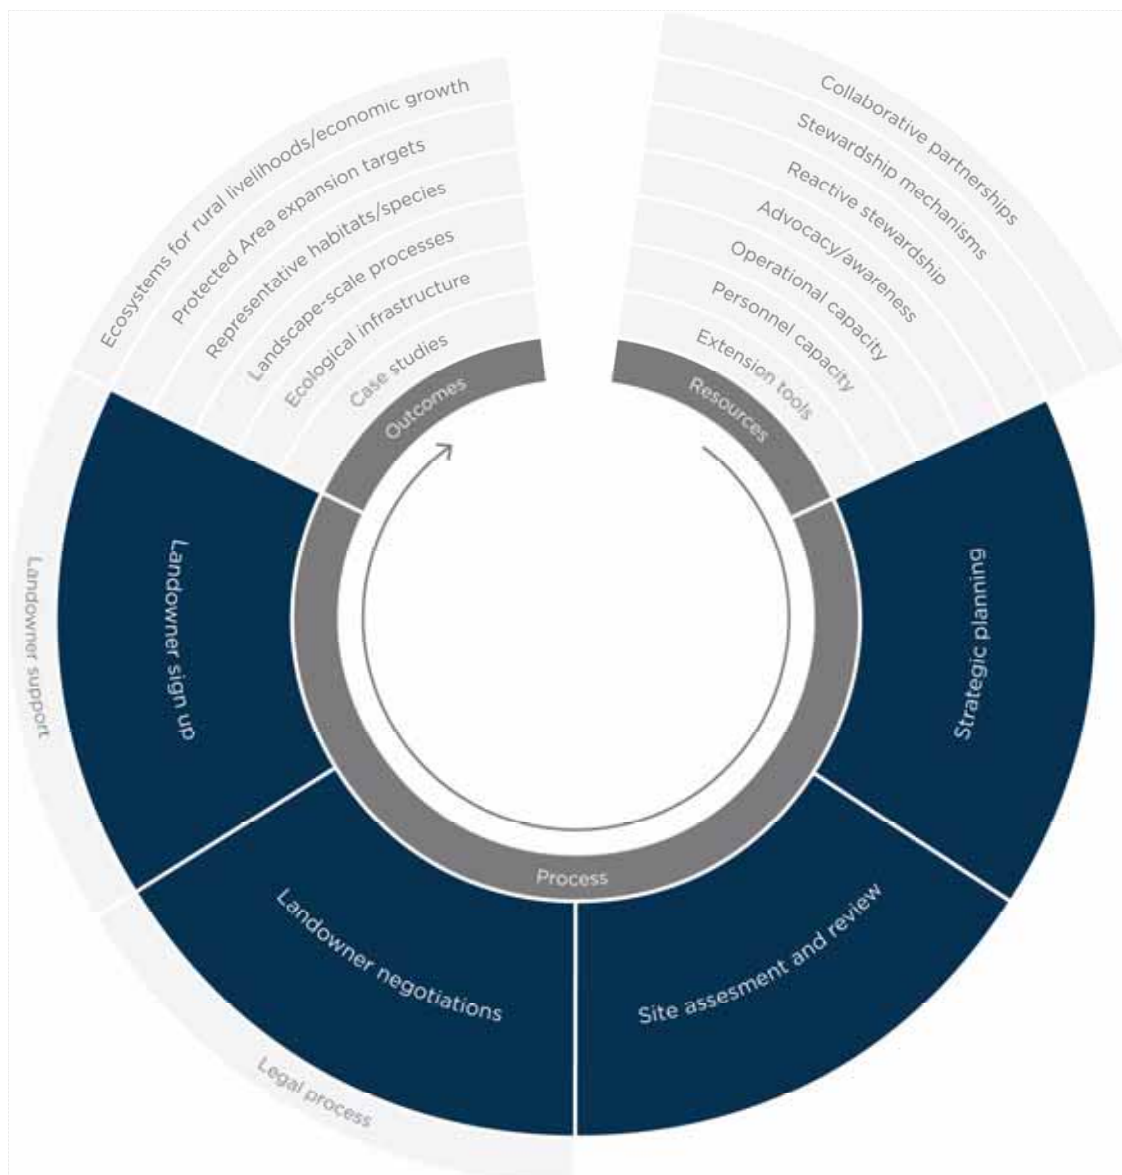 Collaborative partnerships
Stewardship mechanisms
Reactive stewardship
Advocacy/awareness
Operational capacity
Personnel capacity
Extension tools
Resources
Strategic planning
Site assesment and review
Process
Landowner negotiations
Legal process
Landowner sign up
Landowner support
Ecosystems for rural livelihoods/economic growth
Protected Area expansion targets
Representative habitats/species
Landscape-scale processes
Ecological infrastructure
Case studies
Outcomes